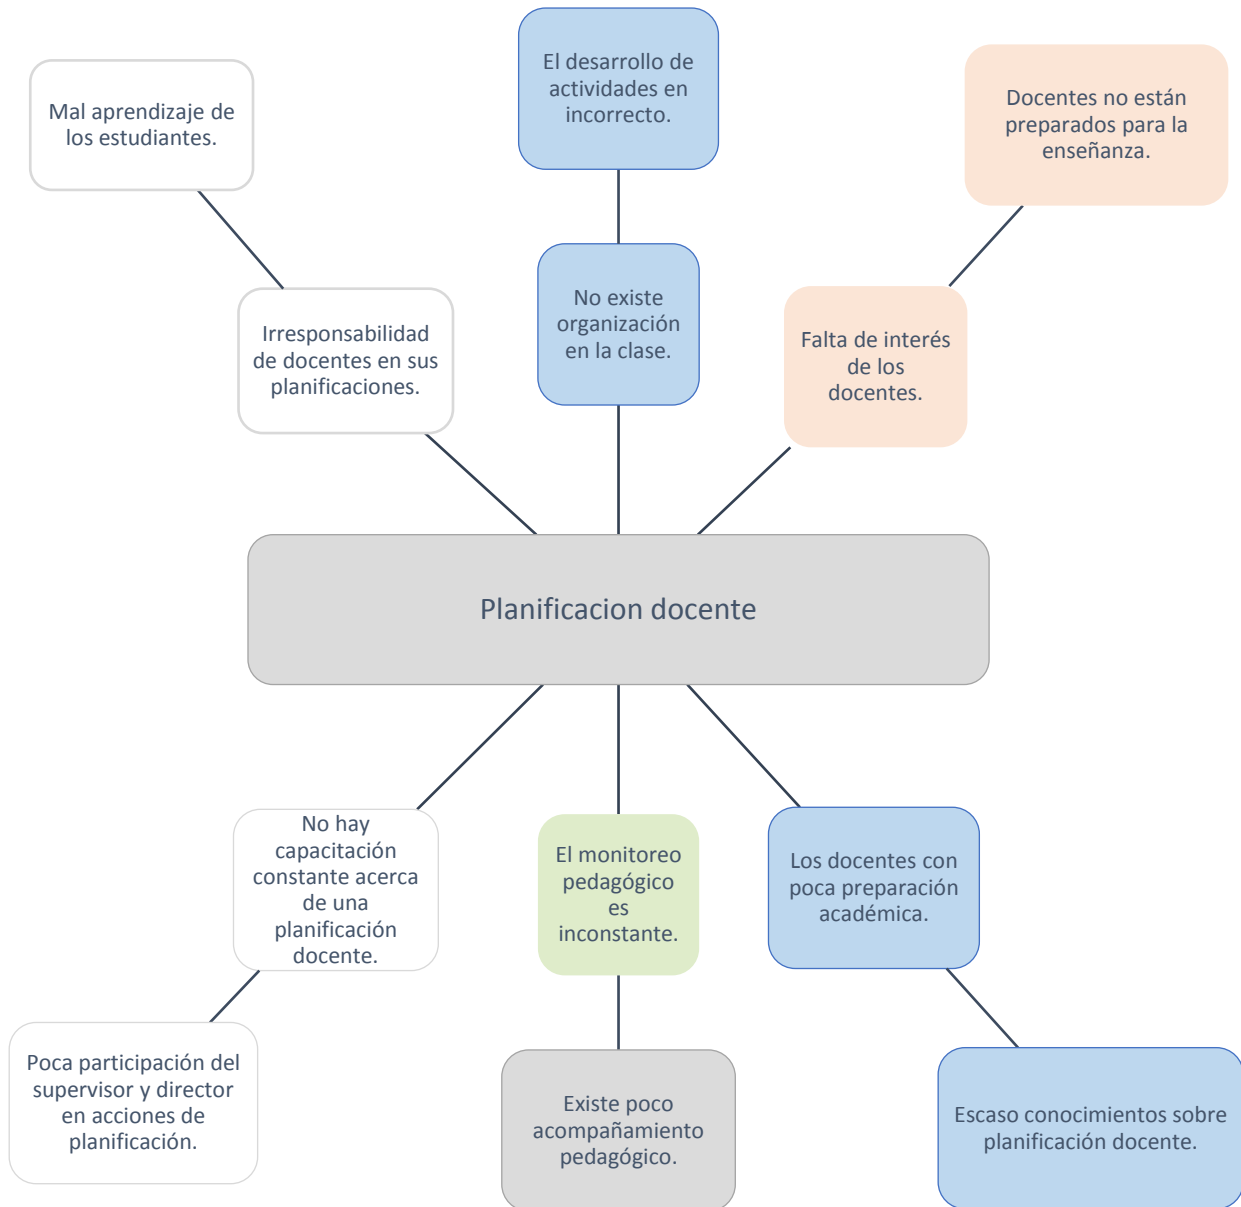 El desarrollo de
actividades en
incorrecto.
Mal aprendizaje de
los estudiantes.
Docentes no están
preparados para la
enseñanza.
No existe
organización
en la clase.
Irresponsabilidad
de docentes en sus
planificaciones.
Falta de interés
de los
docentes.
Planificacion docente
No hay
capacitación
constante acerca
de una
planificación
docente.
El monitoreo
pedagógico
es
inconstante.
Los docentes con
poca preparación
académica.
Poca participación del
supervisor y director
en acciones de
planificación.
Existe poco
acompañamiento
pedagógico.
Escaso conocimientos sobre
planificación docente.